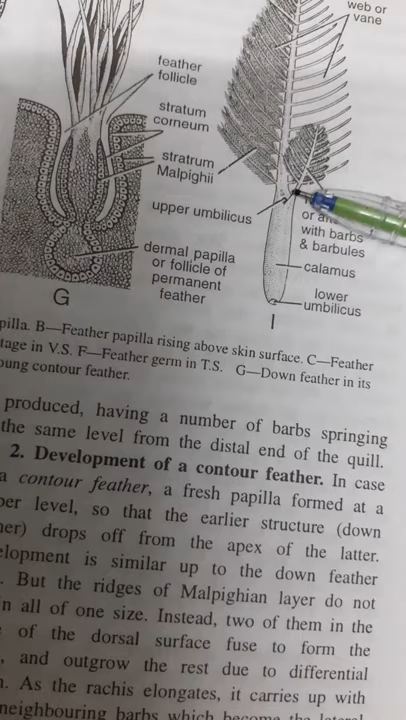 web or
vane
feather
follicle
stratum
corneum
stratrum
Malpighii
upper umbilicus
or
with barbs
& barbules
dermal papilla
or follicle of
permanent
feather
calamus
lower
umbilicus
G
I
pilla. B—Feather papilla rising above skin surface. C—Feather
tage in V.S. F—Feather germ in T.S. G—Down feather in its
oung contour feather.
produced, having a number of barbs springing
the same level from the distal end of the quill.
2. Development of a contour feather. In case
a contour feather, a fresh papilla formed at a
per level, so that the earlier structure (down
her) drops off from the apex of the latter.
elopment is similar up to the down feather
. But the ridges of Malpighian layer do not
n all of one size. Instead, two of them in the
of the dorsal surface fuse to form the
, and outgrow the rest due to differential
n. As the rachis elongates, it carries up with
neighbouring barbs which become the lateral